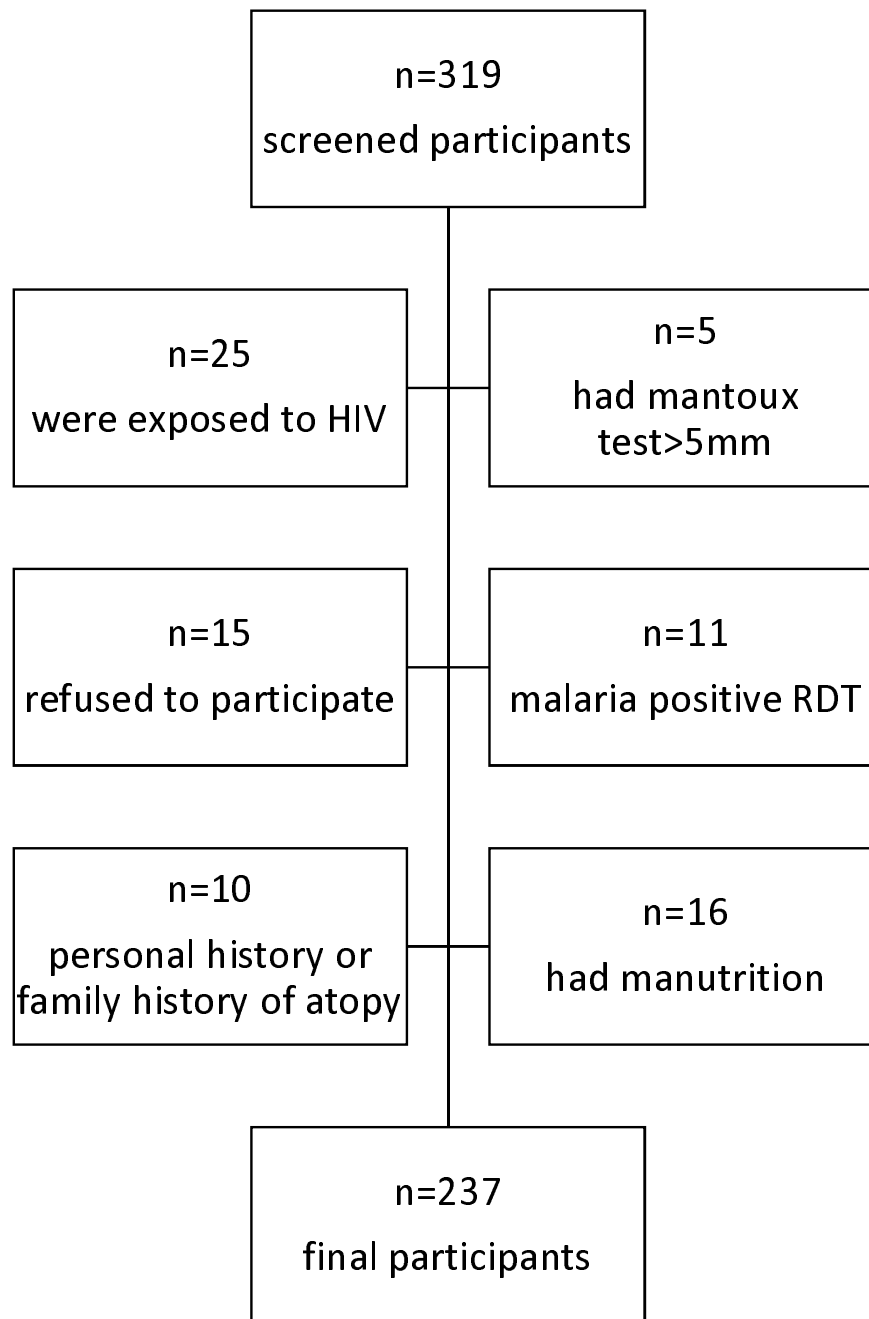 n=319
screened participants
n=25
were exposed to HIV
n=5
had mantoux
test>5mm
n=15
refused to participate
n=11
malaria positive RDT
n=10
personal history or
family history of atopy
n=16
had manutrition
n=237
final participants